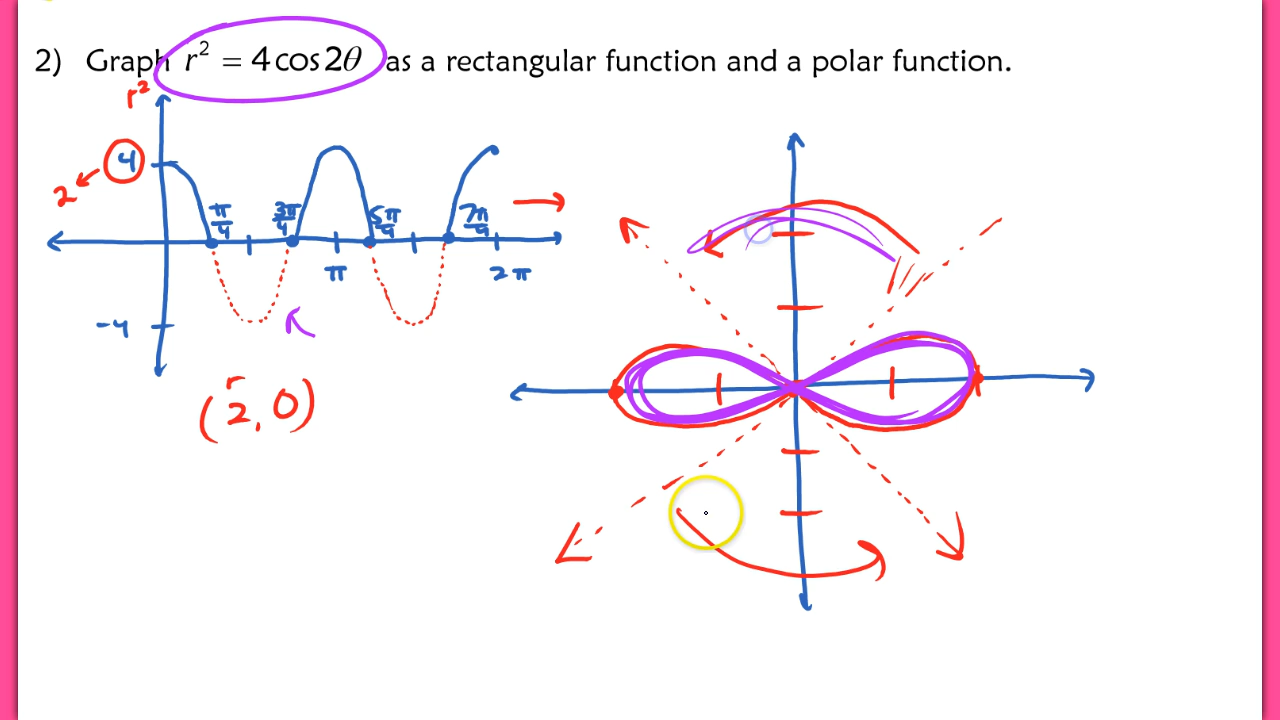 2) Graph r² = 4cos2θ as a rectangular function and a polar function.
r²
4
2
π/4
3π/4
5π/4
7π/4
π
2π
-4
r
(2, 0)